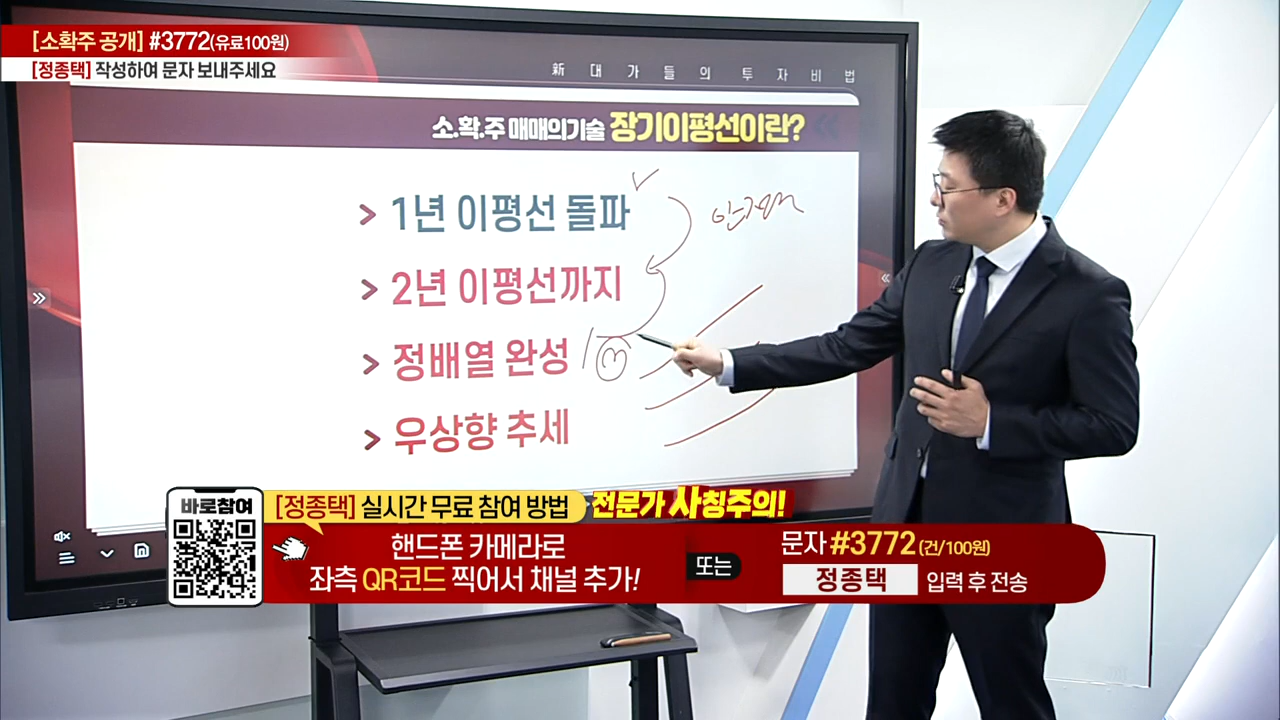 [소확주 공개] #3772(유료100원)
[정종택] 작성하여 문자 보내주세요
新 대가들의 투자비법
소.확.주 매매의기술 장기이평선이란?
1년 이평선 돌파
2년 이평선까지
정배열 완성
③
우상향 추세
바로참여
[정종택] 실시간 무료 참여 방법
전문가 사칭주의!
핸드폰 카메라로
좌측 QR코드 찍어서 채널 추가!
또는
문자 #3772 (건/100원)
정종택 입력 후 전송